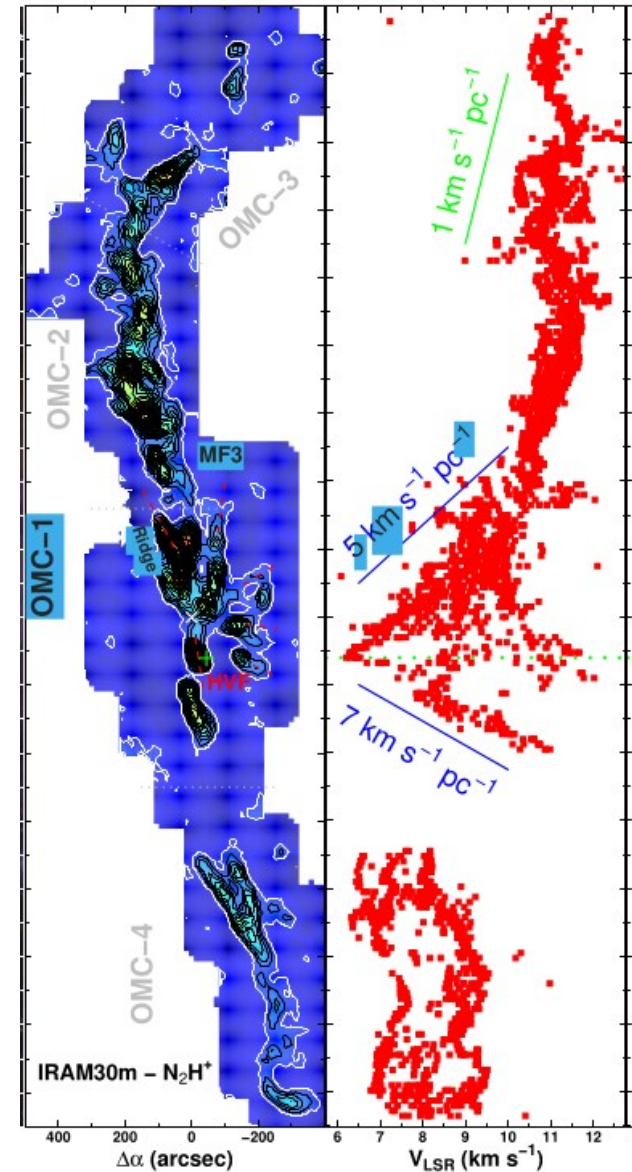 OMC-3
1 km s⁻¹ pc⁻¹
OMC-2
MF3
5 km s⁻¹ pc⁻¹
OMC-1
Ridge
HVF
7 km s⁻¹ pc⁻¹
OMC-4
IRAM30m - N₂H⁺
400 200 0 -200
Δα (arcsec)
6 7 8 9 10 11 12
V_LSR (km s⁻¹)